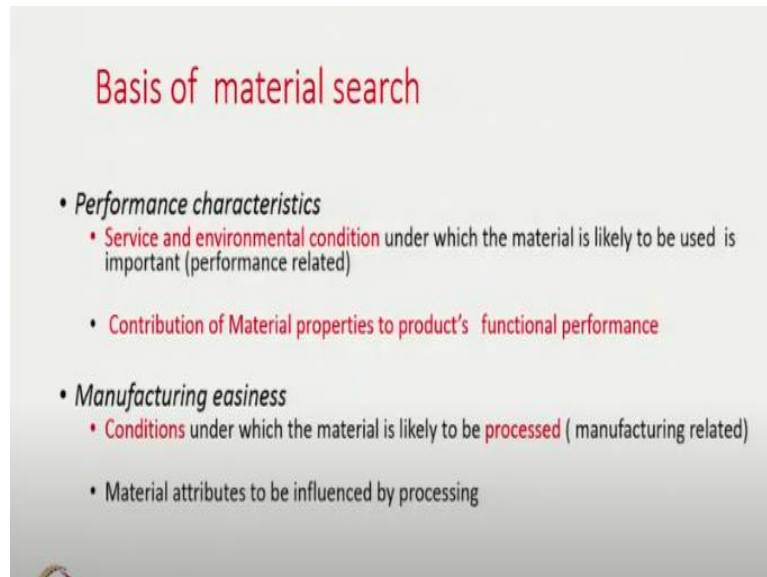 Basis of material search
• Performance characteristics
• Service and environmental condition under which the material is likely to be used is
important (performance related)
• Contribution of Material properties to product's functional performance
• Manufacturing easiness
• Conditions under which the material is likely to be processed ( manufacturing related)
• Material attributes to be influenced by processing